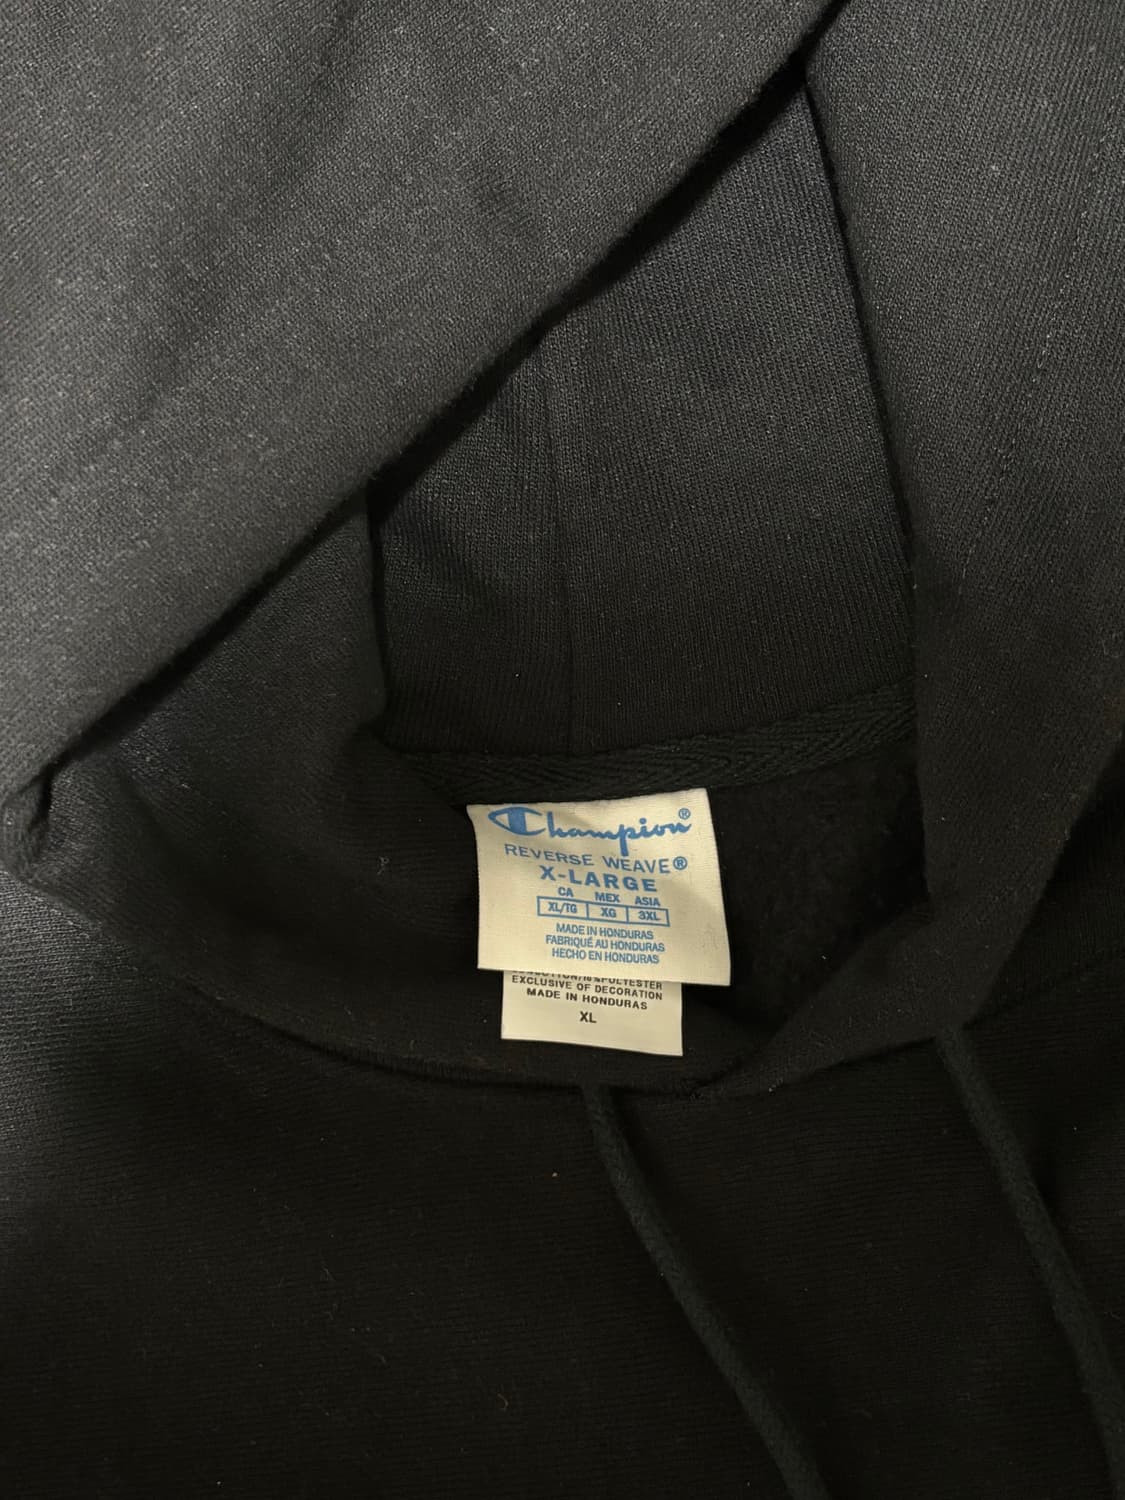 Champion®
REVERSE WEAVE®
X-LARGE
CA MEX ASIA
XL/TG XG 3XL
MADE IN HONDURAS
FABRIQUÉ AU HONDURAS
HECHO EN HONDURAS
EXCLUSIVE OF DECORATION
MADE IN HONDURAS
XL